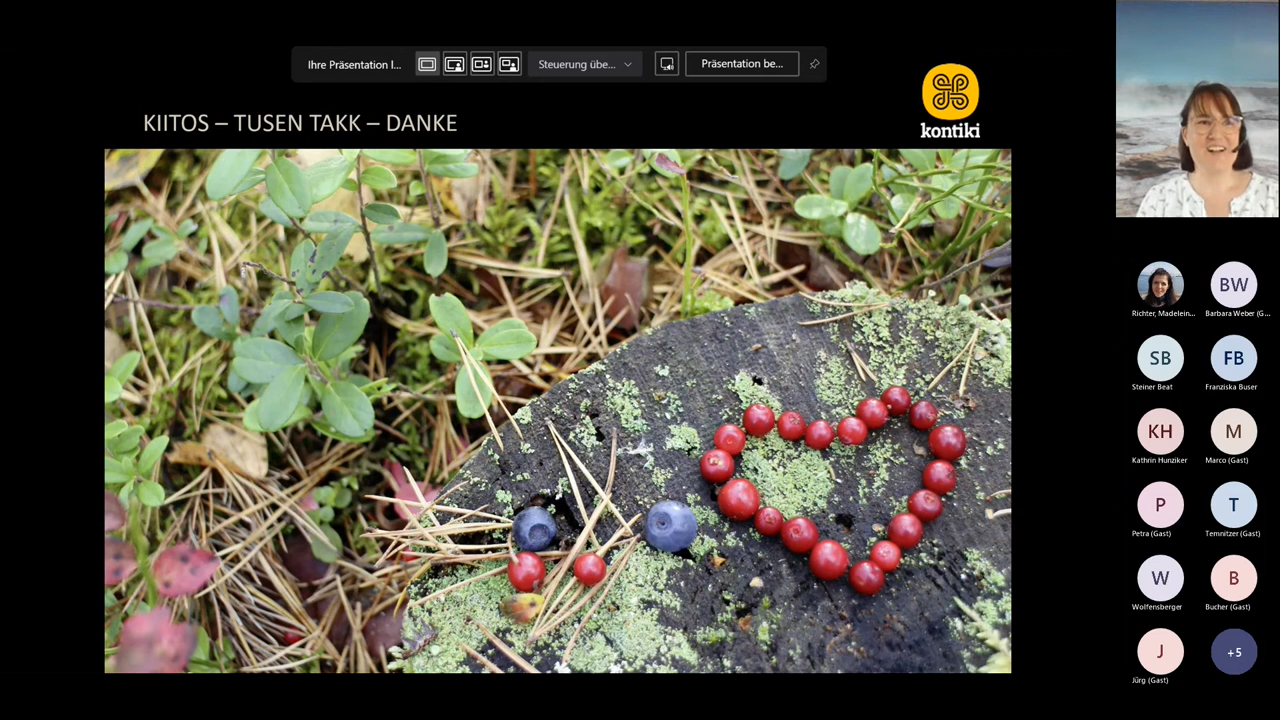 Ihre Präsentation l...
Steuerung übe...
Präsentation be...
kontiki
KIITOS – TUSEN TAKK – DANKE
BW
Richter, Madelein...
Barbara Weber (G...
SB
FB
Steiner Beat
Franziska Buser
KH
M
Kathrin Hunziker
Marco (Gast)
P
T
Petra (Gast)
Temnitzer (Gast)
W
B
Wolfensberger
Bucher (Gast)
J
+5
Jürg (Gast)